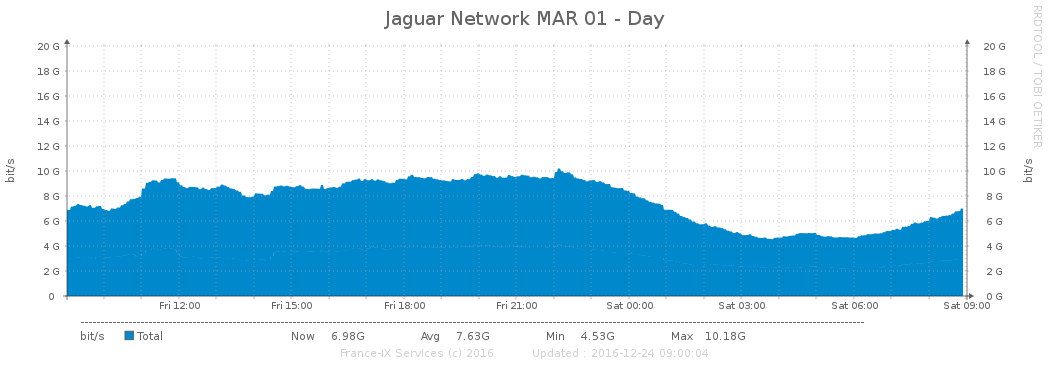 Jaguar Network MAR 01 - Day
RRDTOOL / TOBI OETIKER
bit/s
bit/s
20 G 20 G
18 G 18 G
16 G 16 G
14 G 14 G
12 G 12 G
10 G 10 G
8 G 8 G
6 G 6 G
4 G 4 G
2 G 2 G
0 0 G
Fri 12:00 Fri 15:00 Fri 18:00 Fri 21:00 Sat 00:00 Sat 03:00 Sat 06:00 Sat 09:00
bit/s Total Now 6.98G Avg 7.63G Min 4.53G Max 10.18G
France-IX Services (c) 2016 Updated : 2016-12-24 09:00:04